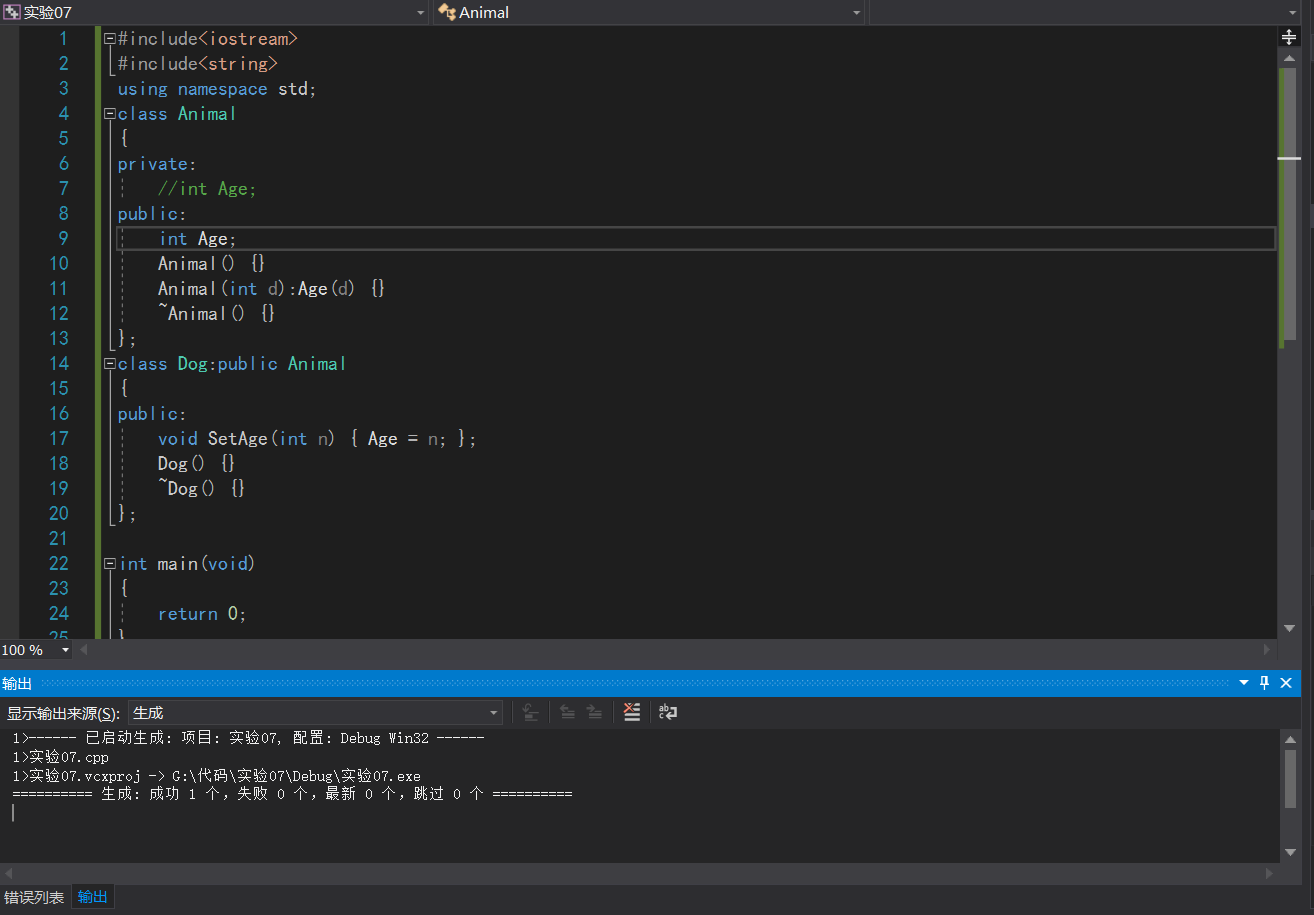 实验07 Animal
1 #include<iostream>
2 #include<string>
3 using namespace std;
4 class Animal
5 {
6 private:
7 //int Age;
8 public:
9 int Age;
10 Animal() {}
11 Animal(int d):Age(d) {}
12 ~Animal() {}
13 };
14 class Dog:public Animal
15 {
16 public:
17 void SetAge(int n) { Age = n; };
18 Dog() {}
19 ~Dog() {}
20 };
21
22 int main(void)
23 {
24 return 0;
25 }
100 %
输出
显示输出来源(S): 生成
1>------ 已启动生成: 项目: 实验07, 配置: Debug Win32 ------
1>实验07.cpp
1>实验07.vcxproj -> G:\代码\实验07\Debug\实验07.exe
========== 生成: 成功 1 个，失败 0 个，最新 0 个，跳过 0 个 ==========
错误列表 输出